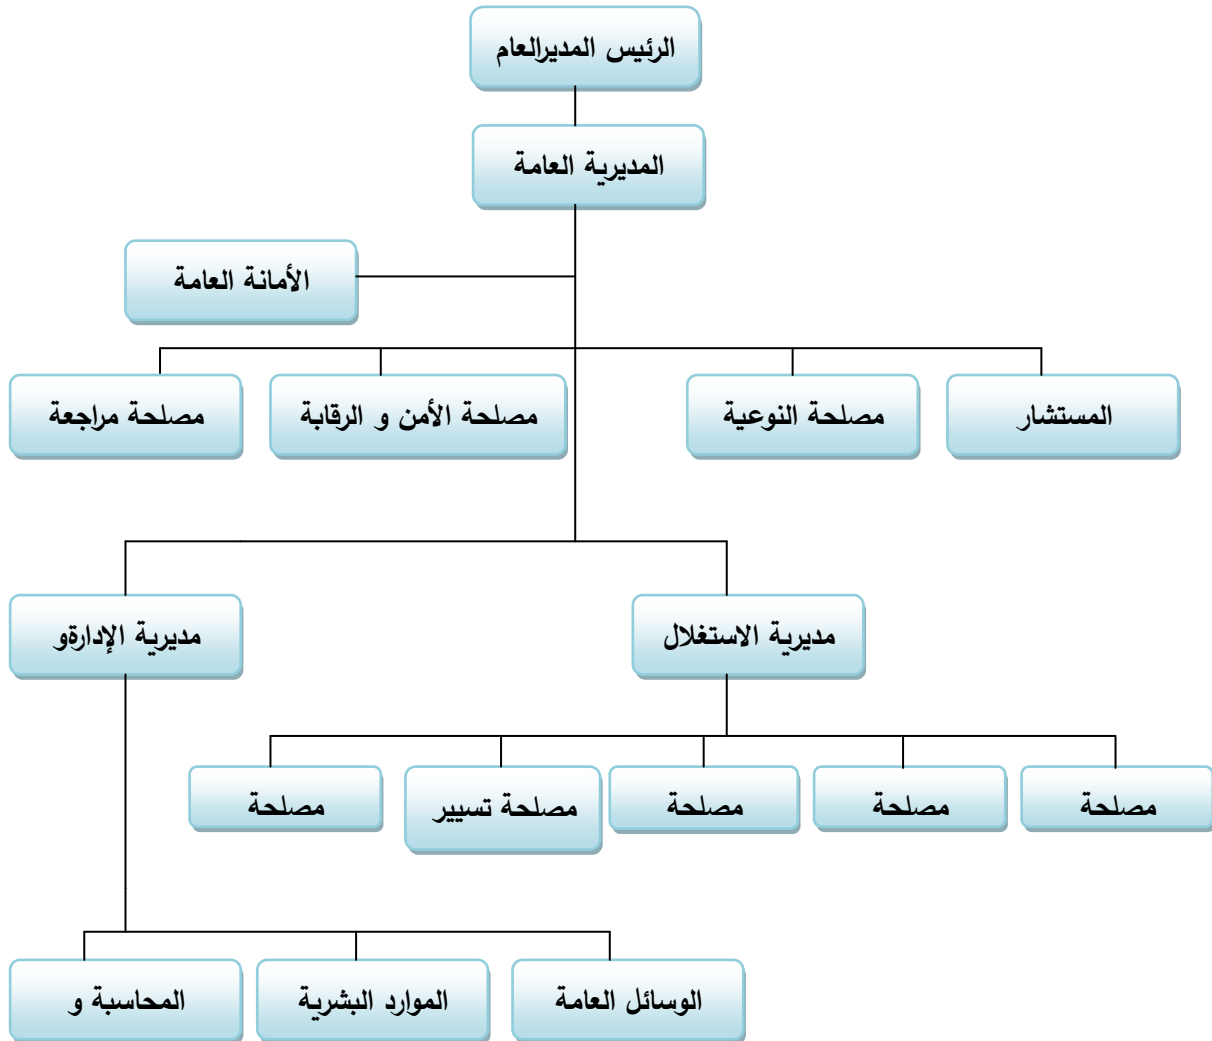 الرئيس المديرالعام
المديرية العامة
الأمانة العامة
المستشار
مصلحة النوعية
مصلحة الأمن و الرقابة
مصلحة مراجعة
مديرية الاستغلال
مديرية الإدارةو
مصلحة
مصلحة
مصلحة
مصلحة تسيير
مصلحة
الوسائل العامة
الموارد البشرية
المحاسبة و